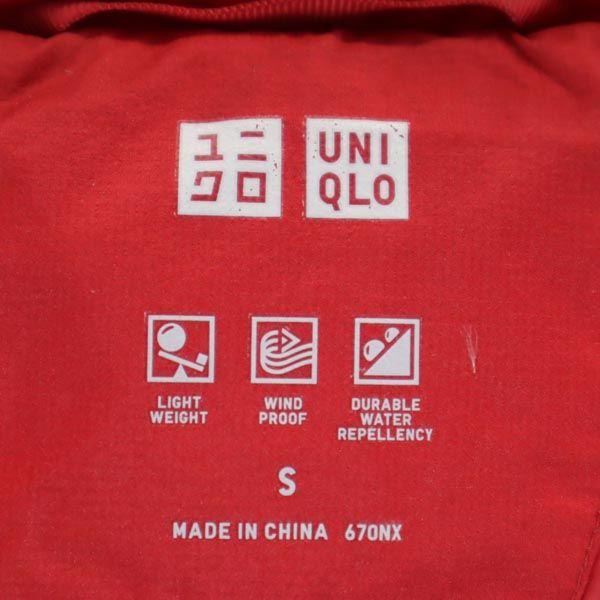 ユニ UNI
クロ QLO
LIGHT WEIGHT
WIND PROOF
DURABLE WATER REPELLENCY
S
MADE IN CHINA 670NX